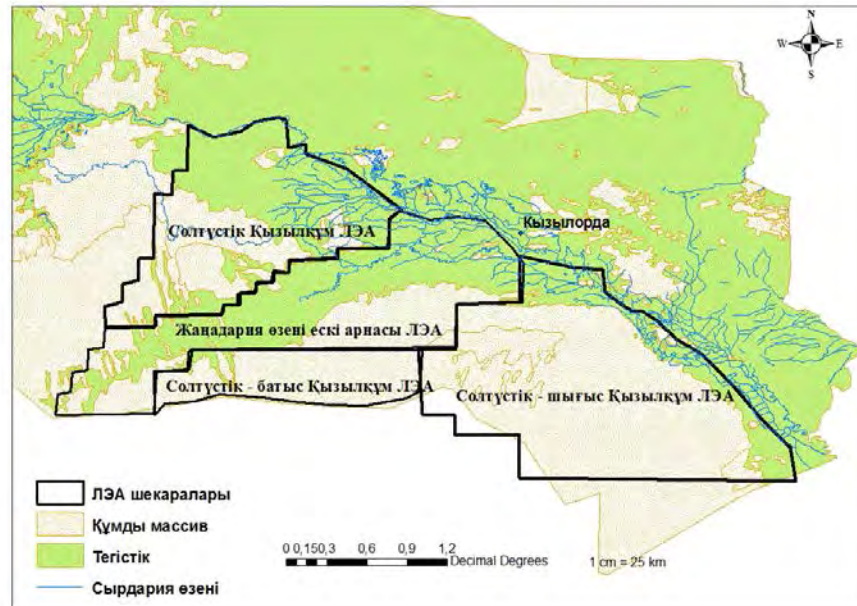 N
W E
S
Кызылорда
Солтүстік Қызылқұм ЛЭА
Жаңадария өзені ескі арнасы ЛЭА
Солтүстік - батыс Қызылқұм ЛЭА
Солтүстік - шығыс Қызылқұм ЛЭА
ЛЭА шекаралары
Құмды массив
Тегістік
Сырдария өзені
0 0,150,3 0,6 0,9 1,2
Decimal Degrees
1 cm = 25 km